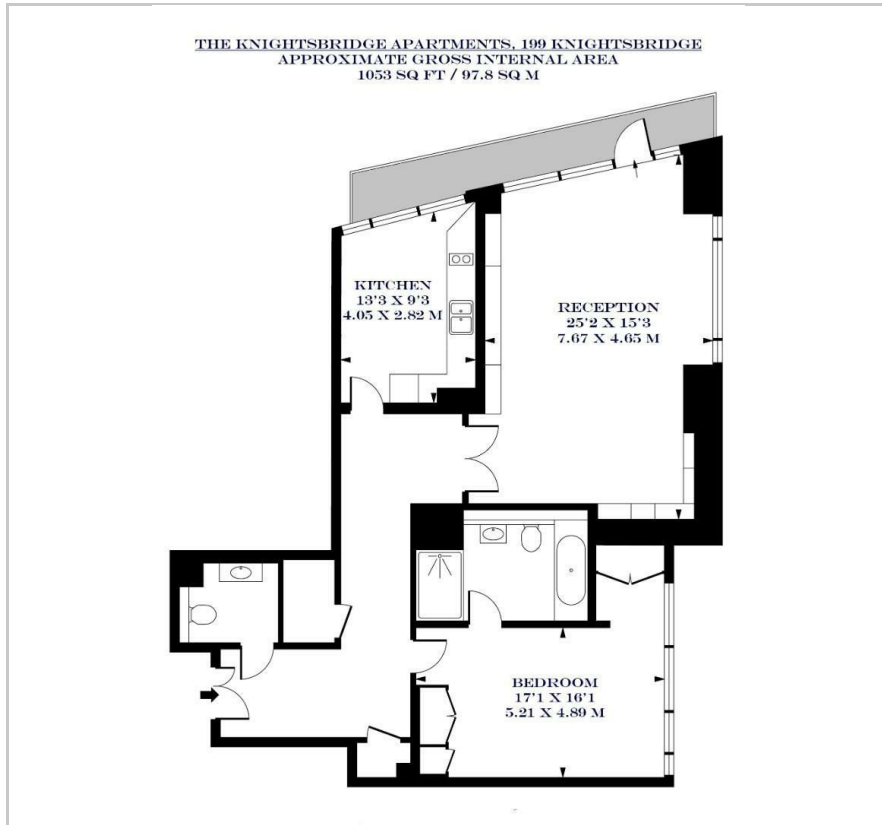 THE KNIGHTSBRIDGE APARTMENTS, 199 KNIGHTSBRIDGE
APPROXIMATE GROSS INTERNAL AREA
1053 SQ FT / 97.8 SQ M
KITCHEN
13'3 X 9'3
4.05 X 2.82 M
RECEPTION
25'2 X 15'3
7.67 X 4.65 M
BEDROOM
17'1 X 16'1
5.21 X 4.89 M